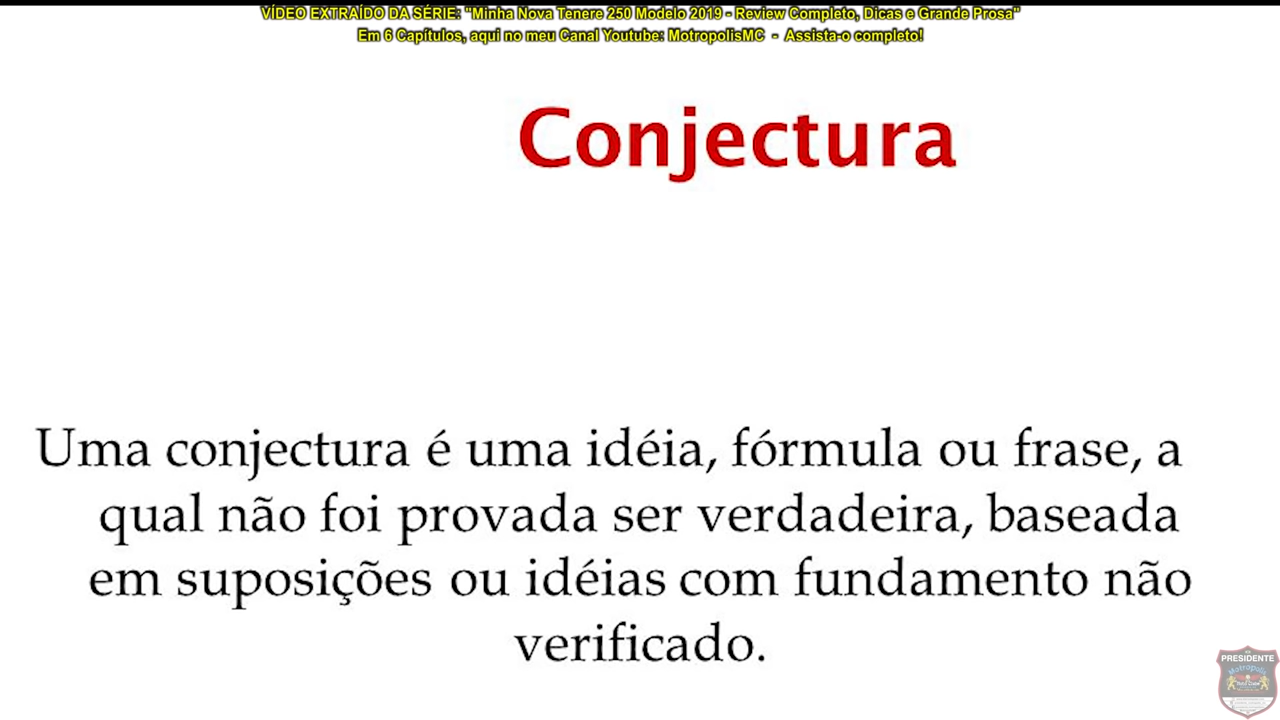 VÍDEO EXTRAÍDO DA SÉRIE: "Minha Nova Tenere 250 Modelo 2019 - Review Completo, Dicas e Grande Prosa"
Em 6 Capítulos, aqui no meu Canal Youtube: MotropolisMC - Assista-o completo!
Conjectura
Uma conjectura é uma idéia, fórmula ou frase, a
qual não foi provada ser verdadeira, baseada
em suposições ou idéias com fundamento não
verificado.
PRESIDENTE
Motropolis